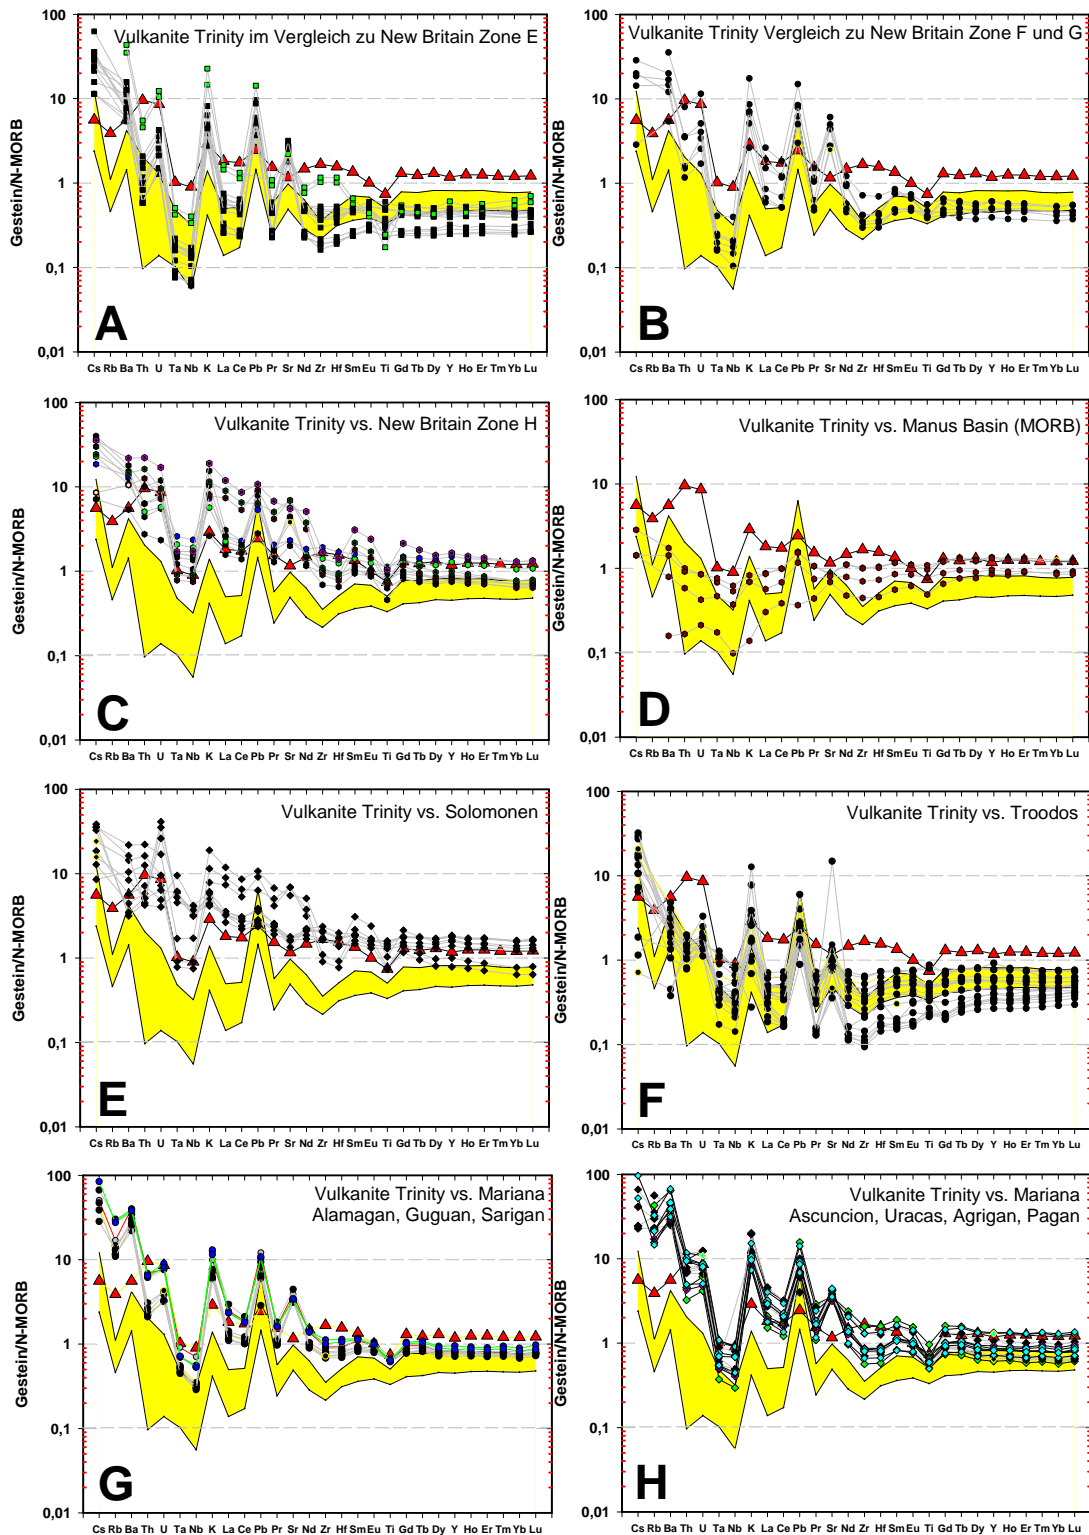 Vulkanite Trinity im Vergleich zu New Britain Zone E
Gestein/N-MORB
100
10
1
0,1
0,01
A
Cs Rb Ba Th U Ta Nb K La Ce Pb Pr Sr Nd Zr Hf Sm Eu Ti Gd Tb Dy Y Ho Er Tm Yb Lu
Vulkanite Trinity Vergleich zu New Britain Zone F und G
Gestein/N-MORB
100
10
1
0,1
0,01
B
Cs Rb Ba Th U Ta Nb K La Ce Pb Pr Sr Nd Zr Hf Sm Eu Ti Gd Tb Dy Y Ho Er Tm Yb Lu
Vulkanite Trinity vs. New Britain Zone H
Gestein/N-MORB
100
10
1
0,1
0,01
C
Cs Rb Ba Th U Ta Nb K La Ce Pb Pr Sr Nd Zr Hf Sm Eu Ti Gd Tb Dy Y Ho Er Tm Yb Lu
Vulkanite Trinity vs. Manus Basin (MORB)
Gestein/N-MORB
100
10
1
0,1
0,01
D
Cs Rb Ba Th U Ta Nb K La Ce Pb Pr Sr Nd Zr Hf Sm Eu Ti Gd Tb Dy Y Ho Er Tm Yb Lu
Vulkanite Trinity vs. Solomonen
Gestein/N-MORB
100
10
1
0,1
0,01
E
Cs Rb Ba Th U Ta Nb K La Ce Pb Pr Sr Nd Zr Hf Sm Eu Ti Gd Tb Dy Y Ho Er Tm Yb Lu
Vulkanite Trinity vs. Troodos
Gestein/N-MORB
100
10
1
0,1
0,01
F
Cs Rb Ba Th U Ta Nb K La Ce Pb Pr Sr Nd Zr Hf Sm Eu Ti Gd Tb Dy Y Ho Er Tm Yb Lu
Vulkanite Trinity vs. Mariana
Alamagan, Guguan, Sarigan
Gestein/N-MORB
100
10
1
0,1
0,01
G
Cs Rb Ba Th U Ta Nb K La Ce Pb Pr Sr Nd Zr Hf Sm Eu Ti Gd Tb Dy Y Ho Er Tm Yb Lu
Vulkanite Trinity vs. Mariana
Ascuncion, Uracas, Agrigan, Pagan
Gestein/N-MORB
100
10
1
0,1
0,01
H
Cs Rb Ba Th U Ta Nb K La Ce Pb Pr Sr Nd Zr Hf Sm Eu Ti Gd Tb Dy Y Ho Er Tm Yb Lu